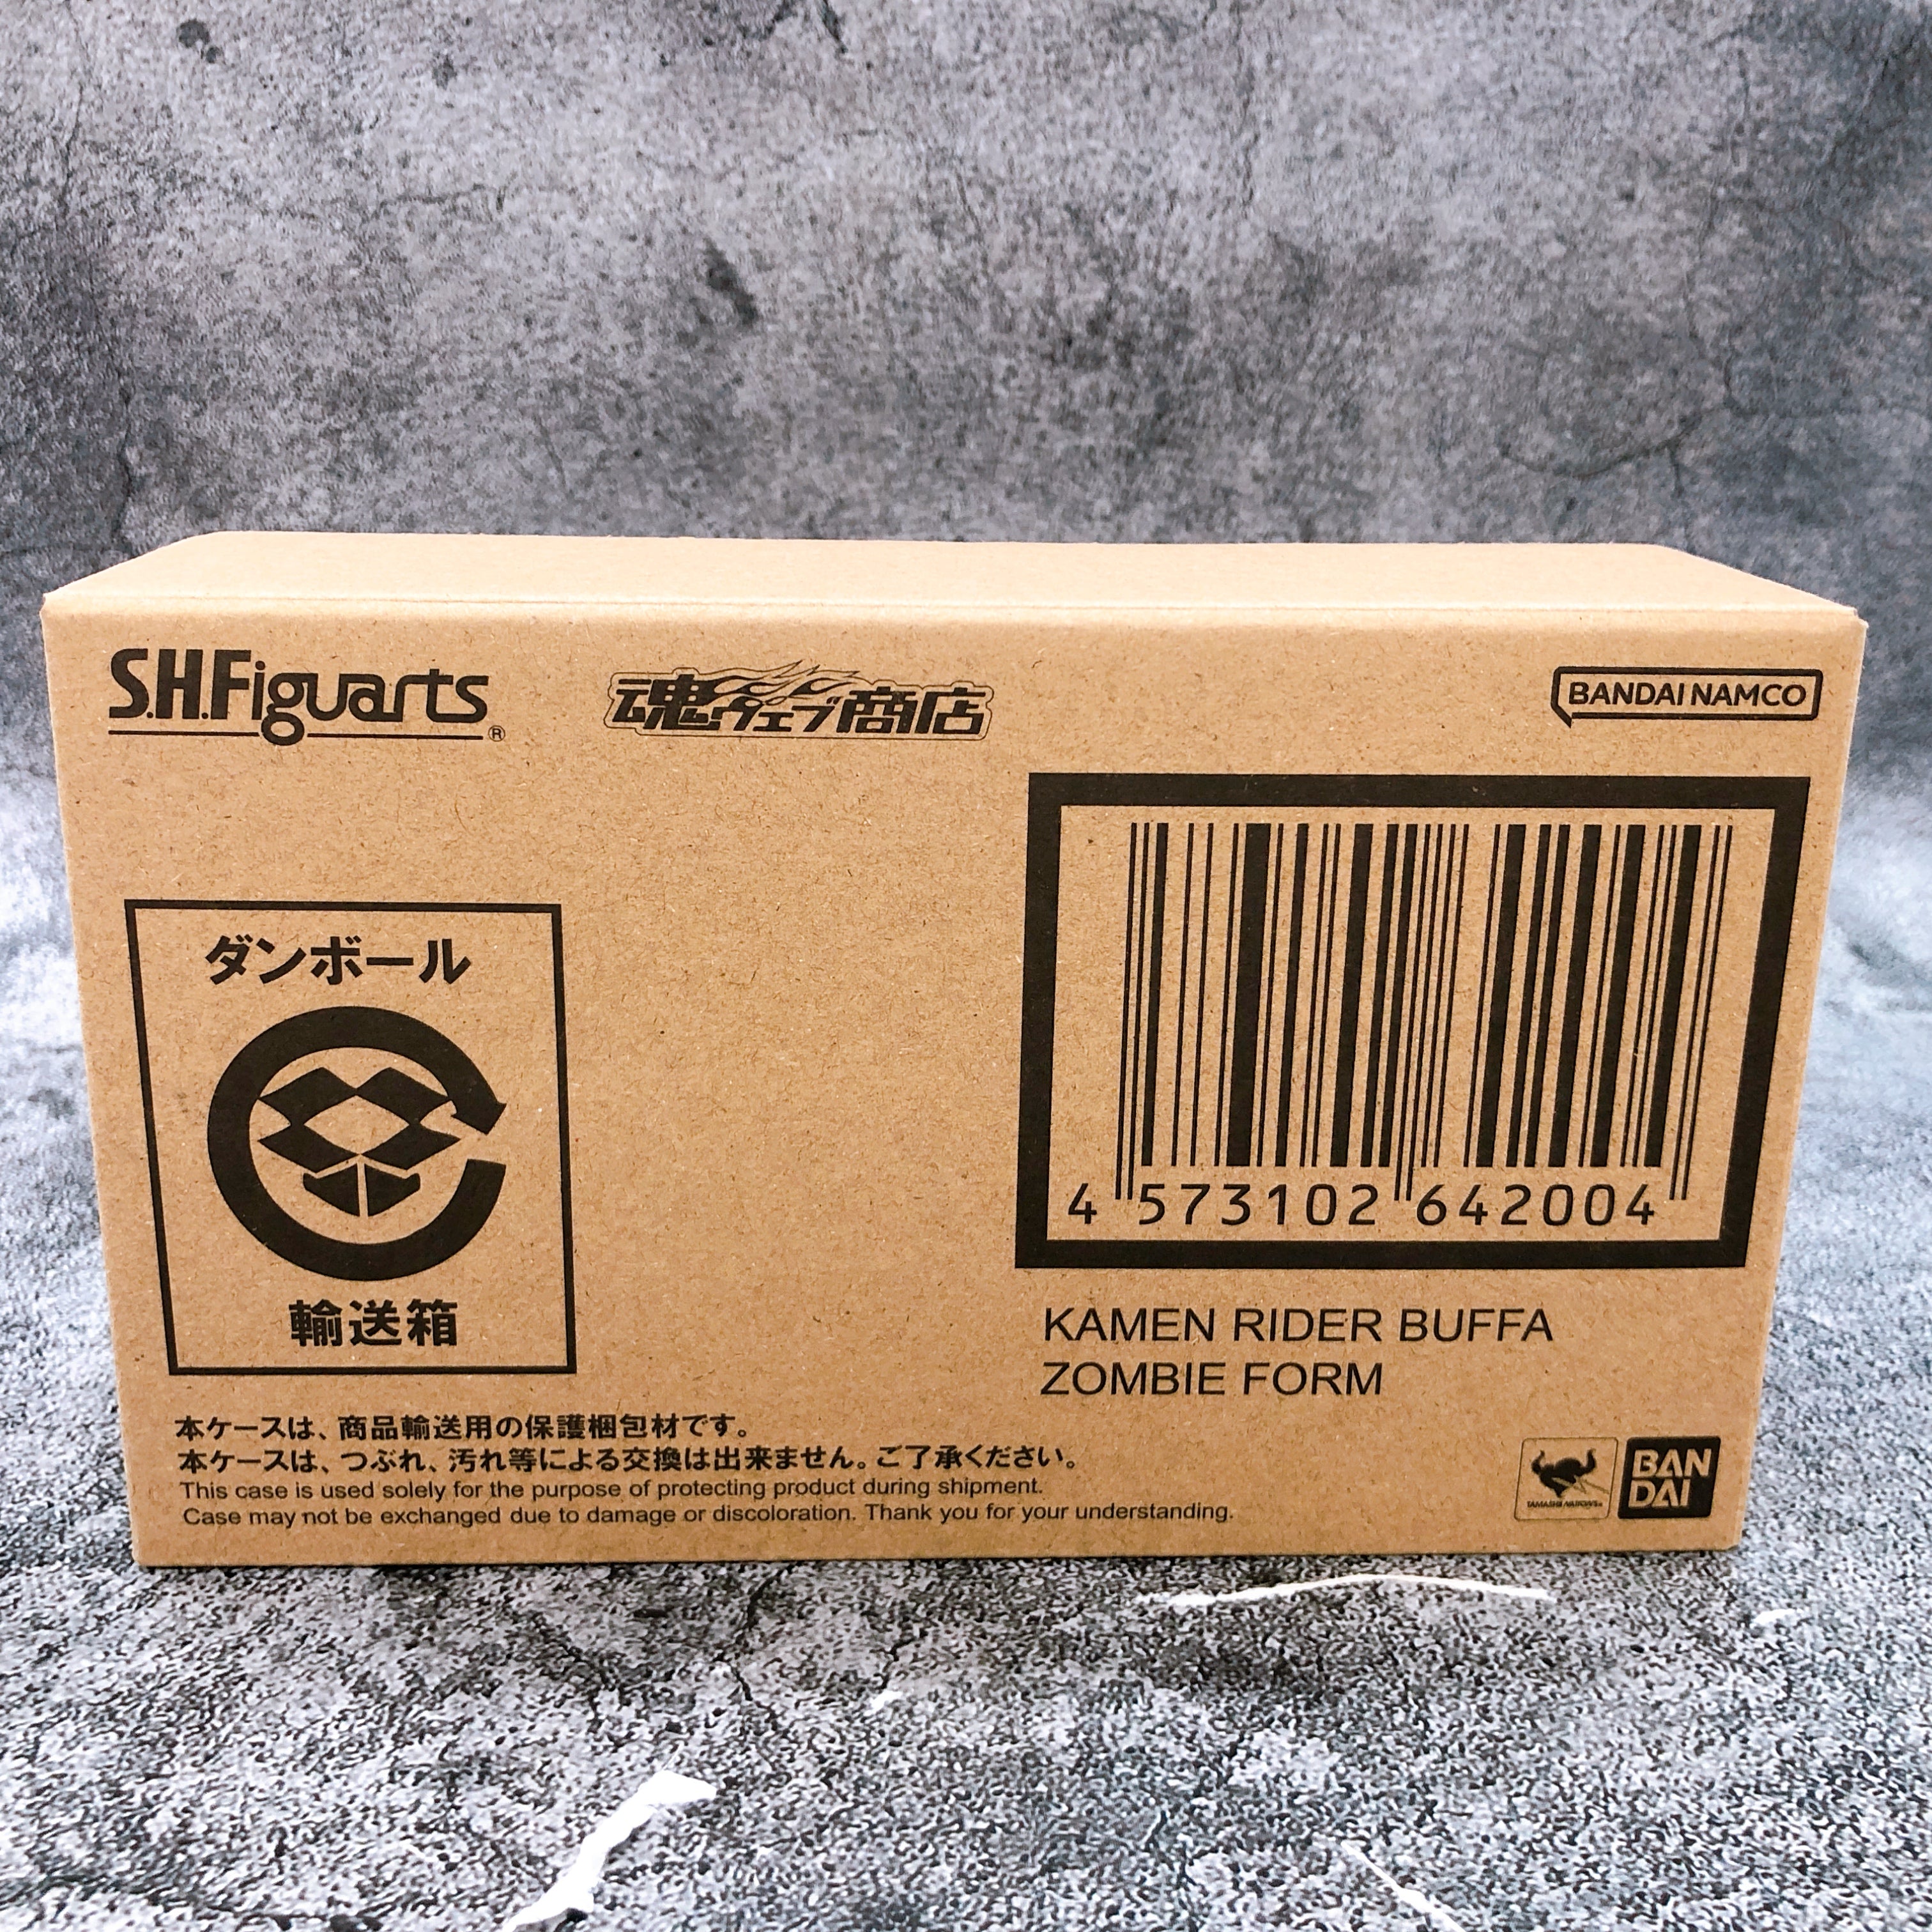 S.H.Figuarts®
魂ウェブ商店
BANDAI NAMCO
ダンボール
輸送箱
4 573102 642004
KAMEN RIDER BUFFA
ZOMBIE FORM
本ケースは、商品輸送用の保護梱包材です。
本ケースは、つぶれ、汚れ等による交換は出来ません。ご了承ください。
This case is used solely for the purpose of protecting product during shipment.
Case may not be exchanged due to damage or discoloration. Thank you for your understanding.
TAMASHII NATIONS
BAN
DAI